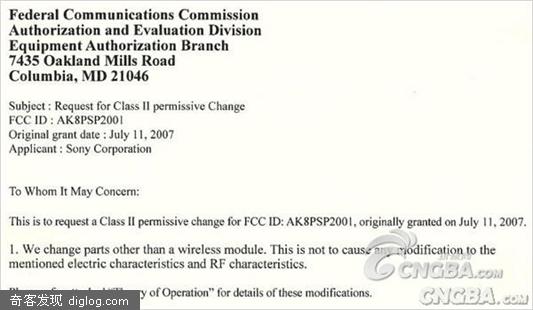 Federal Communications Commission
Authorization and Evaluation Division
Equipment Authorization Branch
7435 Oakland Mills Road
Columbia, MD 21046
Subject : Request for Class II permissive Change
FCC ID : AK8PSP2001
Original grant date : July 11, 2007
Applicant : Sony Corporation
To Whom It May Concern:
This is to request a Class II permissive change for FCC ID: AK8PSP2001, originally granted on July 11, 2007.
1. We change parts other than a wireless module. This is not to cause any modification to the
mentioned electric characteristics and RF characteristics.
of Operation” for details of these modifications.
CNGBA.com
CNGBA.COM
奇客发现 diglog.com